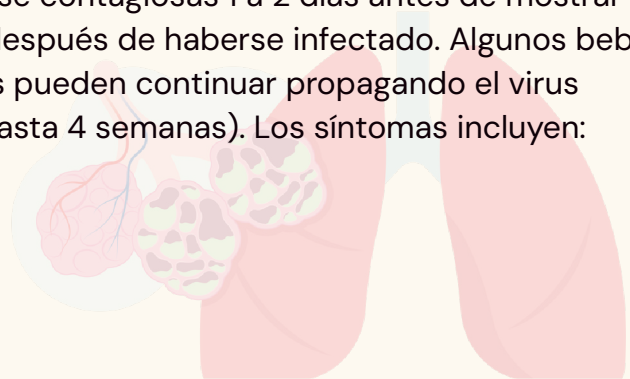 se contagiosas 1 a 2 días antes de mostrar
después de haberse infectado. Algunos beb
s pueden continuar propagando el virus
asta 4 semanas). Los síntomas incluyen: